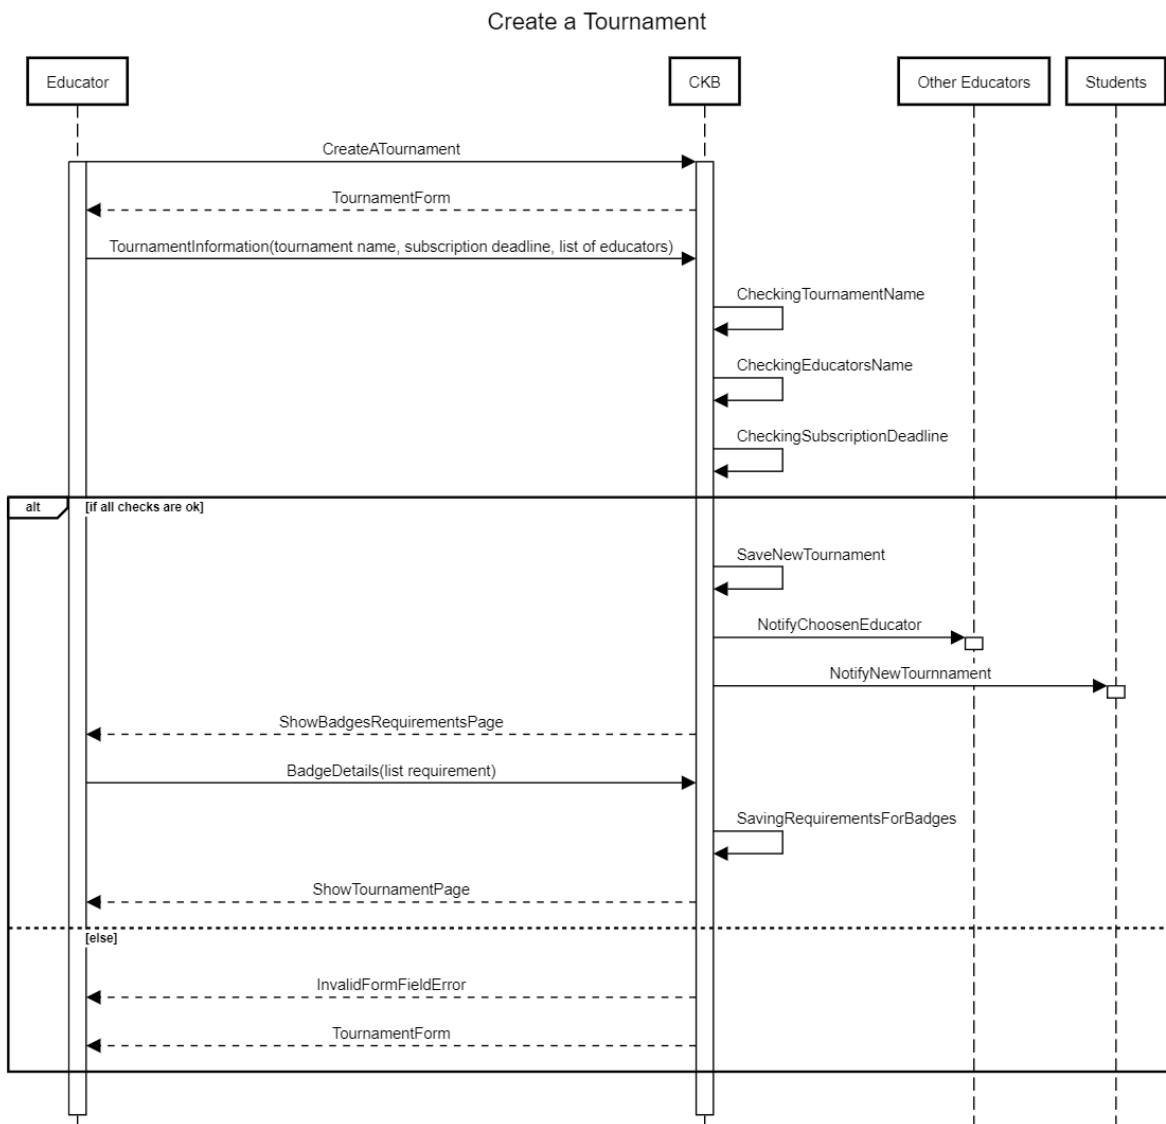 Create a Tournament
Educator
CKB
Other Educators
Students
CreateATournament
TournamentForm
TournamentInformation(tournament name, subscription deadline, list of educators)
CheckingTournamentName
CheckingEducatorsName
CheckingSubscriptionDeadline
alt
[if all checks are ok]
SaveNewTournament
NotifyChoosenEducator
NotifyNewTournnament
ShowBadgesRequirementsPage
BadgeDetails(list requirement)
SavingRequirementsForBadges
ShowTournamentPage
[else]
InvalidFormFieldError
TournamentForm